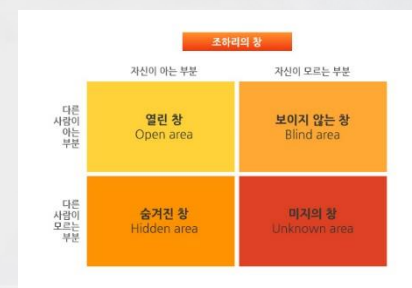 조하리의 창
자신이 아는 부분
자신이 모르는 부분
다른
사람이
아는
부분
열린 창
Open area
보이지 않는 창
Blind area
다른
사람이
모르는
부분
숨겨진 창
Hidden area
미지의 창
Unknown area